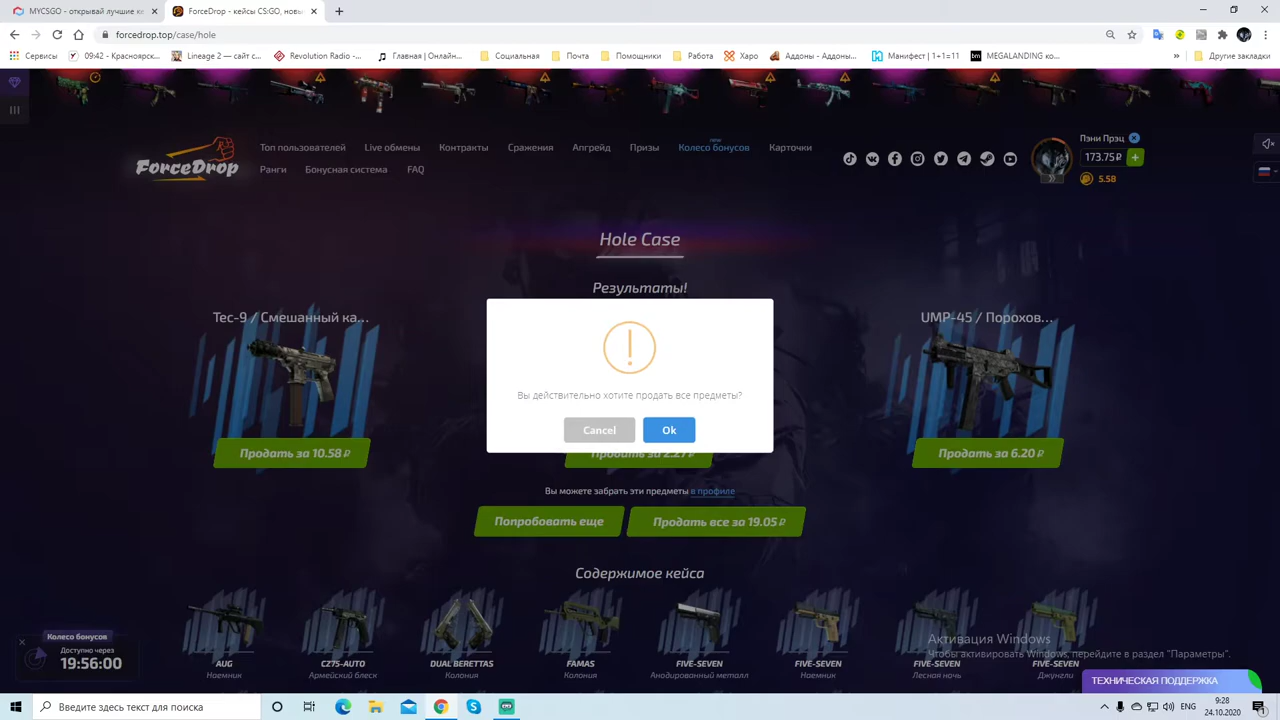 MYCSGO - открывай лучшие ке
ForceDrop - кейсы CS:GO, новы
forcedrop.top/case/hole
Сервисы
09:42 - Красноярск...
Lineage 2 — сайт с...
Revolution Radio -...
Главная | Онлайн...
Социальная
Почта
Помощники
Работа
Харо
Аддоны - Аддоны...
Манифест | 1+1=11
MEGALANDING ко...
»
Другие закладки
ForceDrop
Топ пользователей
Live обмены
Контракты
Сражения
Апгрейд
Призы
new
Колесо бонусов
Карточки
Ранги
Бонусная система
FAQ
Пэни Прэц
173.75 ₽
5.58
Hole Case
Результаты!
Tec-9 / Смешанный ка...
UMP-45 / Порохов...
Вы действительно хотите продать все предметы?
Cancel
Ok
Продать за 10.58 ₽
Продать за 2.27 ₽
Продать за 6.20 ₽
Вы можете забрать эти предметы в профиле
Попробовать еще
Продать все за 19.05 ₽
Содержимое кейса
AUG
Наемник
CZ75-AUTO
Армейский блеск
DUAL BERETTAS
Колония
FAMAS
Колония
FIVE-SEVEN
Анодированный металл
FIVE-SEVEN
Наемник
FIVE-SEVEN
Лесная ночь
FIVE-SEVEN
Джунгли
Колесо бонусов
Доступно через
19:56:00
Активация Windows
Чтобы активировать Windows, перейдите в раздел "Параметры".
ТЕХНИЧЕСКАЯ ПОДДЕРЖКА
Введите здесь текст для поиска
ENG
9:28
24.10.2020
1